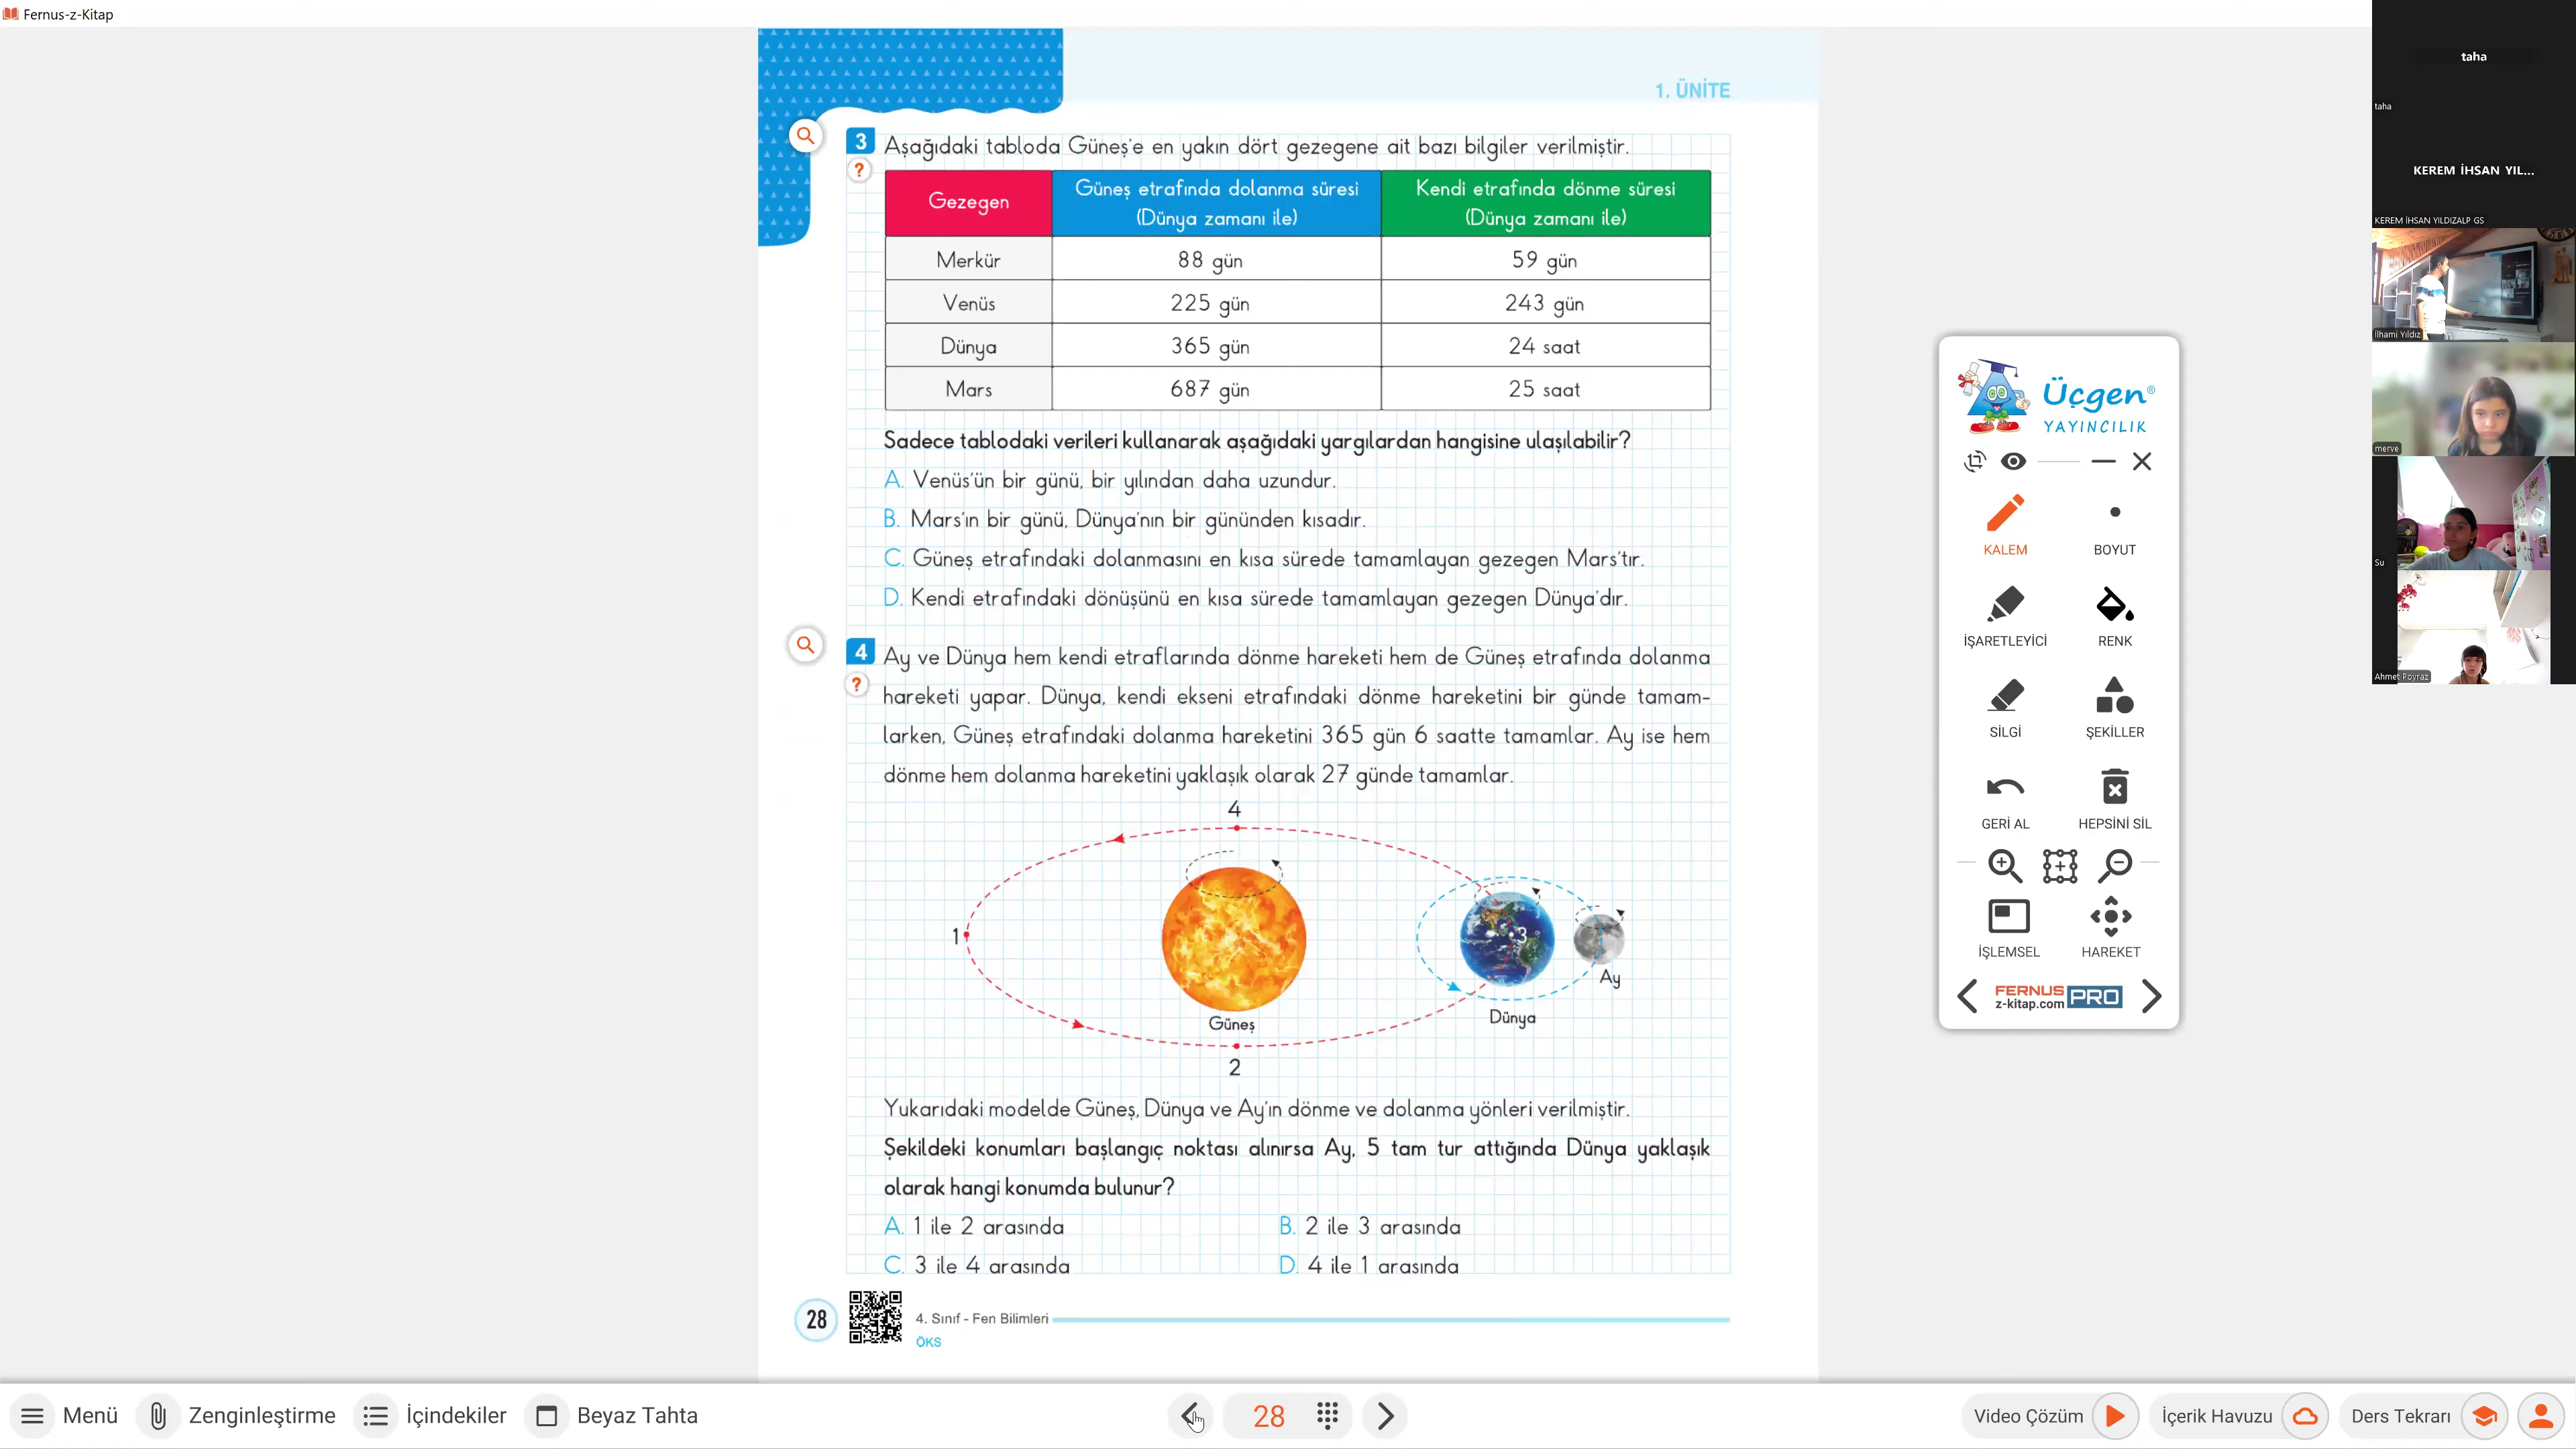 Fernus-z-Kitap
1. ÜNİTE
3 Aşağıdaki tabloda Güneş'e en yakın dört gezegene ait bazı bilgiler verilmiştir.
?
Gezegen
Güneş etrafında dolanma süresi
(Dünya zamanı ile)
Kendi etrafında dönme süresi
(Dünya zamanı ile)
Merkür 88 gün 59 gün
Venüs 225 gün 243 gün
Dünya 365 gün 24 saat
Mars 687 gün 25 saat
Sadece tablodaki verileri kullanarak aşağıdaki yargılardan hangisine ulaşılabilir?
A. Venüs'ün bir günü, bir yılından daha uzundur.
B. Mars'ın bir günü, Dünya'nın bir gününden kısadır.
C. Güneş etrafındaki dolanmasını en kısa sürede tamamlayan gezegen Mars'tır.
D. Kendi etrafındaki dönüşünü en kısa sürede tamamlayan gezegen Dünya'dır.
4 Ay ve Dünya hem kendi etraflarında dönme hareketi hem de Güneş etrafında dolanma
?
hareketi yapar. Dünya, kendi ekseni etrafındaki dönme hareketini bir günde tamam-
larken, Güneş etrafındaki dolanma hareketini 365 gün 6 saatte tamamlar. Ay ise hem
dönme hem dolanma hareketini yaklaşık olarak 27 günde tamamlar.
4
1
3
Ay
Dünya
Güneş
2
Yukarıdaki modelde Güneş, Dünya ve Ay'ın dönme ve dolanma yönleri verilmiştir.
Şekildeki konumları başlangıç noktası alınırsa Ay, 5 tam tur attığında Dünya yaklaşık
olarak hangi konumda bulunur?
A. 1 ile 2 arasında B. 2 ile 3 arasında
C. 3 ile 4 arasında D. 4 ile 1 arasında
28
4. Sınıf - Fen Bilimleri
ÖKS
Üçgen®
YAYINCILIK
KALEM BOYUT
İŞARETLEYİCİ RENK
SİLGİ ŞEKİLLER
GERİ AL HEPSİNİ SİL
İŞLEMSEL HAREKET
FERNUS
z-kitap.com PRO
taha
taha
KEREM İHSAN YIL...
KEREM İHSAN YILDIZALP GS
İlhami Yıldız
merve
Su
Ahmet Poyraz
Menü Zenginleştirme İçindekiler Beyaz Tahta 28 Video Çözüm İçerik Havuzu Ders Tekrarı